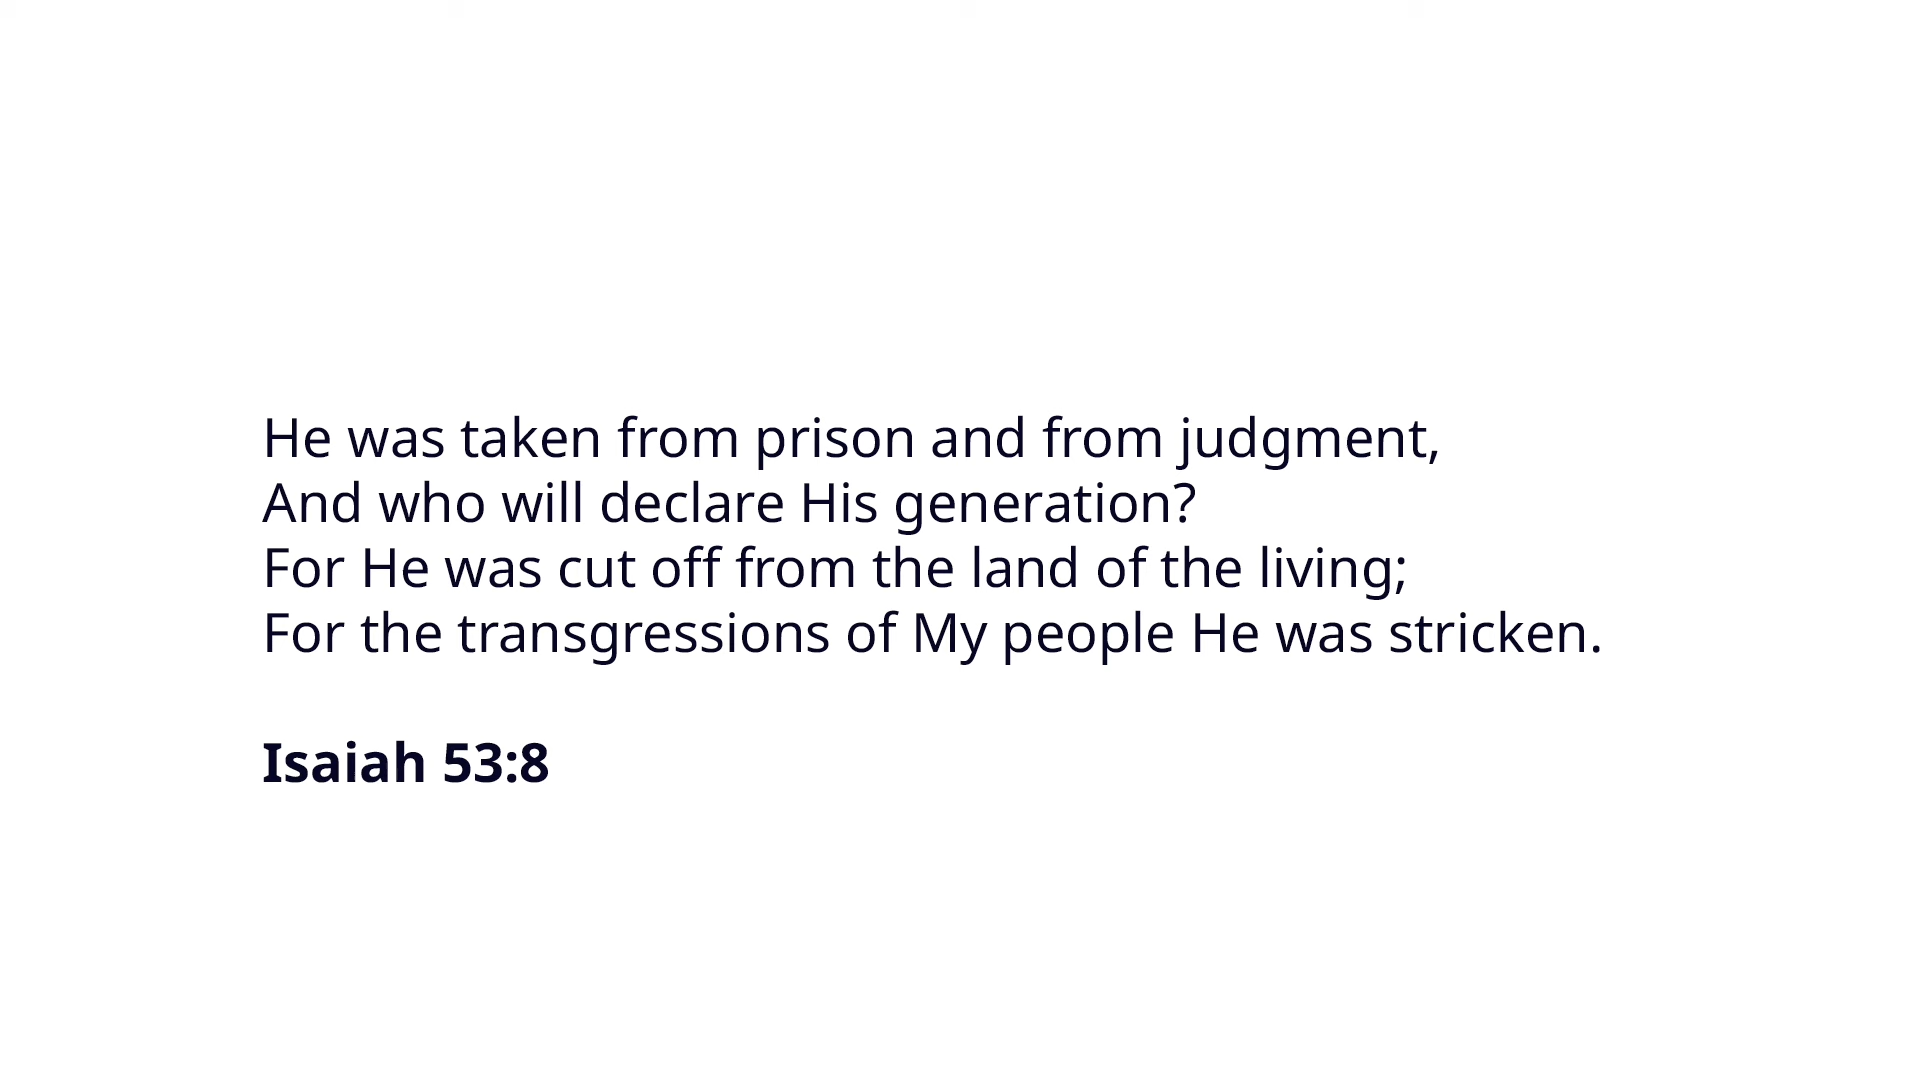 He was taken from prison and from judgment,
And who will declare His generation?
For He was cut off from the land of the living;
For the transgressions of My people He was stricken.
Isaiah 53:8